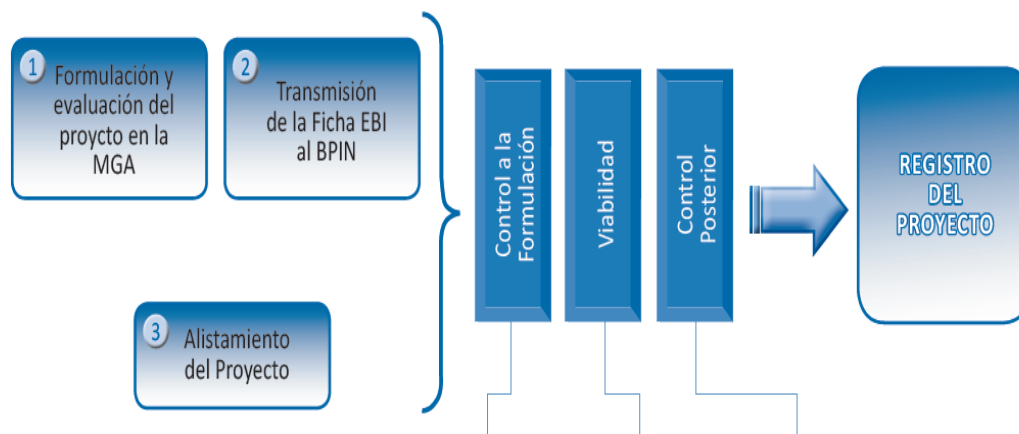 1
Formulación y
evaluación del
proycto en la
MGA
2
Transmisión
de la Ficha EBI
al BPIN
3
Alistamiento
del Proyecto
Control a la
Formulación
Viabilidad
Control
Posterior
REGISTRO
DEL
PROYECTO